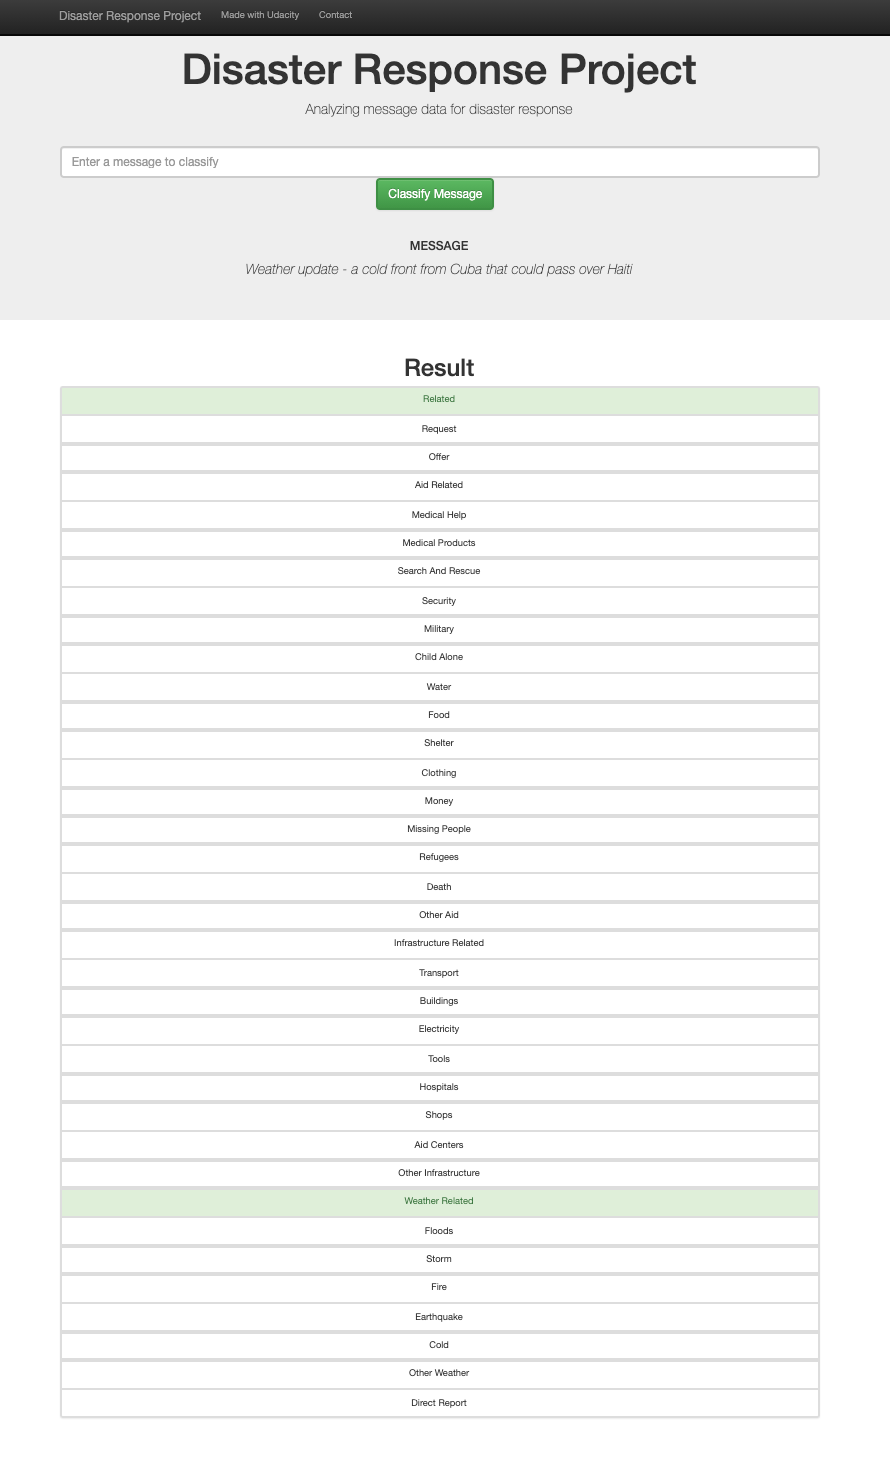 Disaster Response Project Made with Udacity Contact
Disaster Response Project
Analyzing message data for disaster response
Enter a message to classify
Classify Message
MESSAGE
Weather update - a cold front from Cuba that could pass over Haiti
Result
Related
Request
Offer
Aid Related
Medical Help
Medical Products
Search And Rescue
Security
Military
Child Alone
Water
Food
Shelter
Clothing
Money
Missing People
Refugees
Death
Other Aid
Infrastructure Related
Transport
Buildings
Electricity
Tools
Hospitals
Shops
Aid Centers
Other Infrastructure
Weather Related
Floods
Storm
Fire
Earthquake
Cold
Other Weather
Direct Report